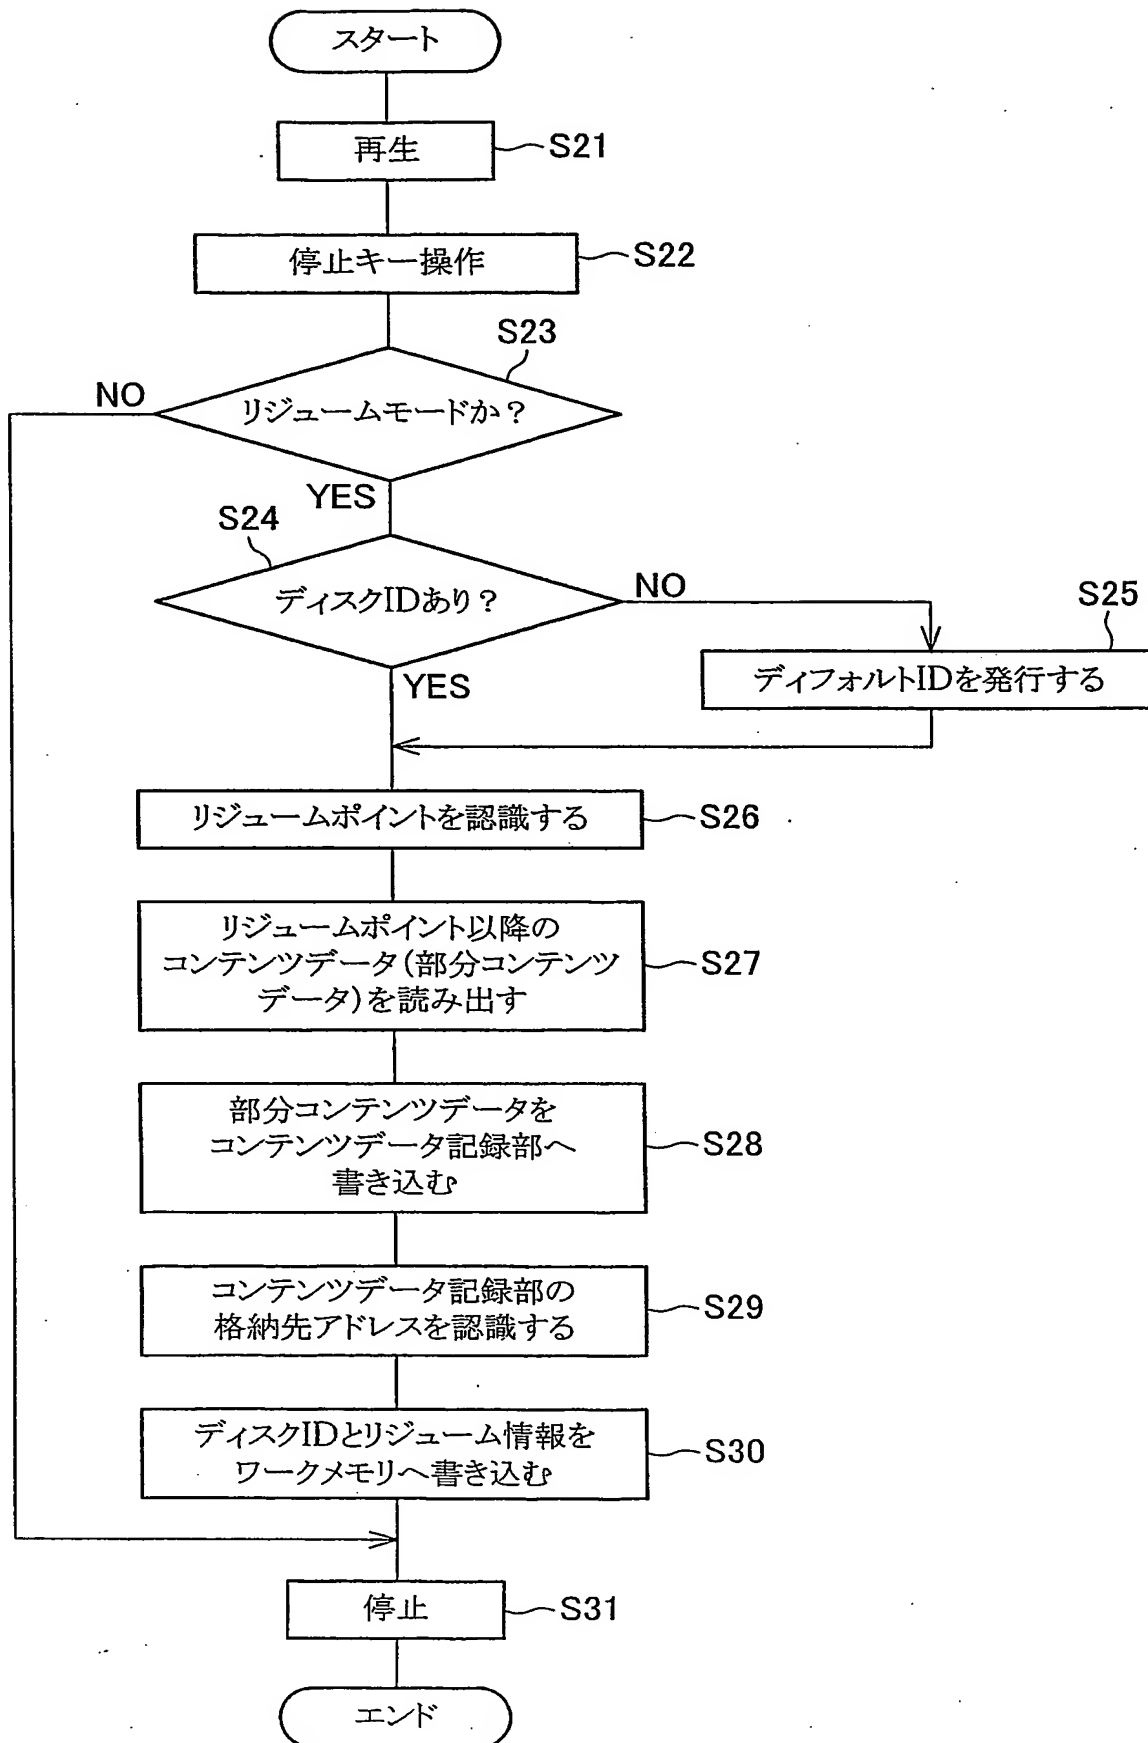 スタート
再生
S21
停止キー操作
S22
S23
NO
リジュームモードか?
YES
S24
ディスクIDあり?
NO
S25
ディフォルトIDを発行する
YES
リジュームポイントを認識する
S26
リジュームポイント以降の
コンテンツデータ(部分コンテンツ
データ)を読み出す
S27
部分コンテンツデータを
コンテンツデータ記録部へ
書き込む
S28
コンテンツデータ記録部の
格納先アドレスを認識する
S29
ディスクIDとリジューム情報を
ワークメモリへ書き込む
S30
停止
S31
エンド